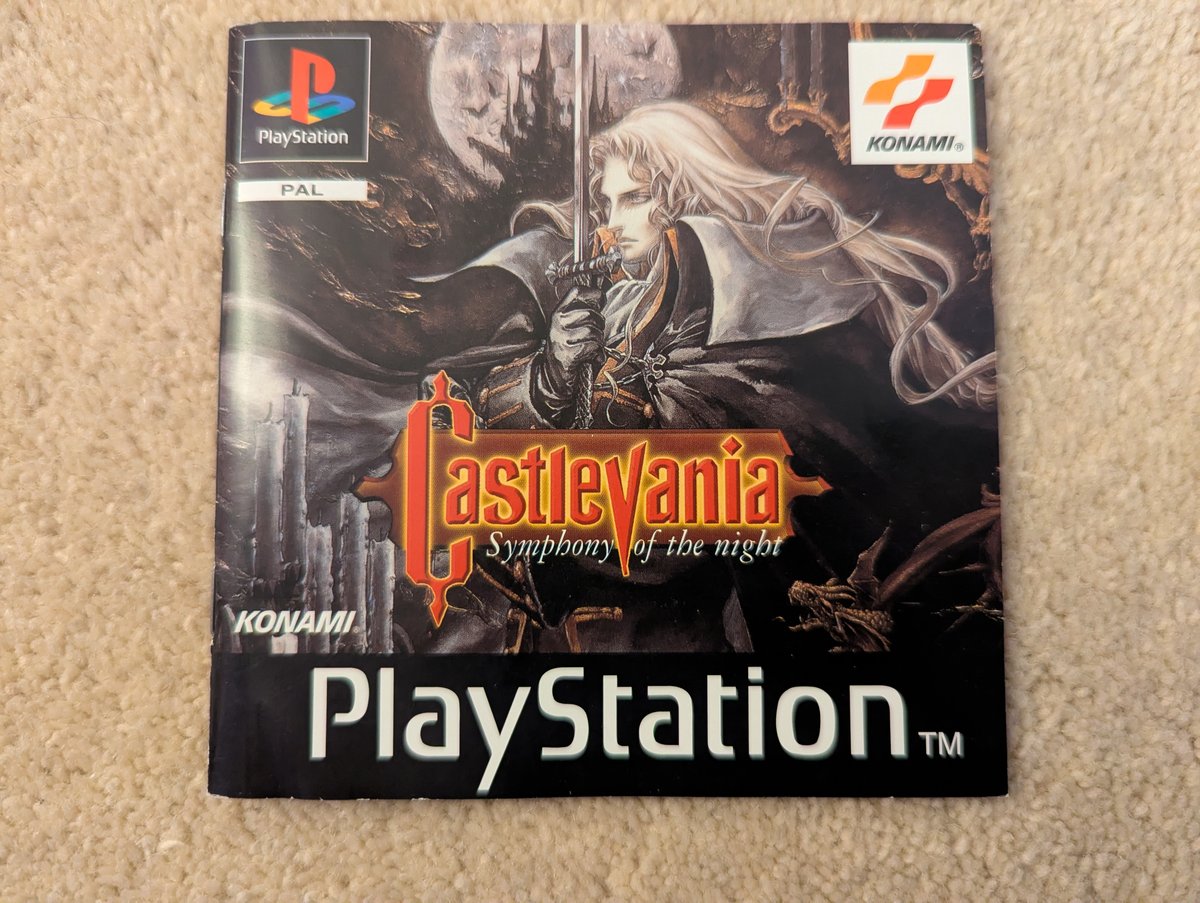 PlayStation
PAL
KONAMI®
Castlevania
Symphony of the night
KONAMI®
PlayStation™